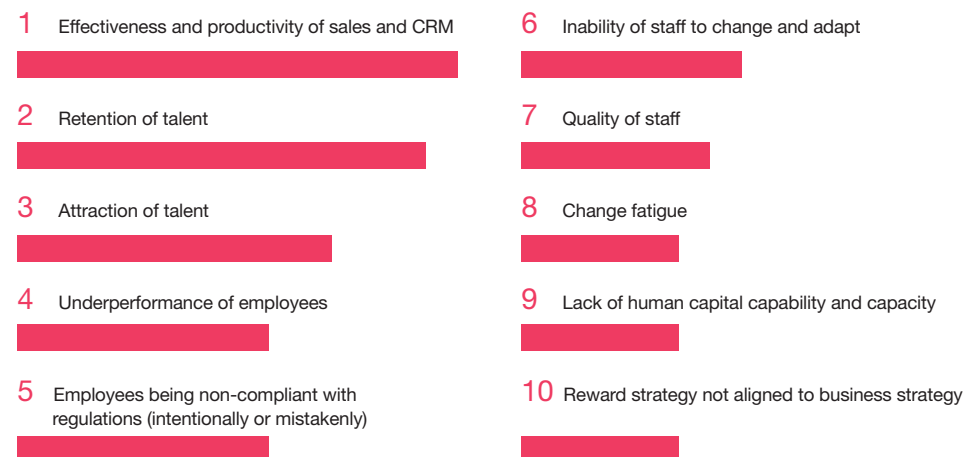 1 Effectiveness and productivity of sales and CRM
2 Retention of talent
3 Attraction of talent
4 Underperformance of employees
5 Employees being non-compliant with
regulations (intentionally or mistakenly)
6 Inability of staff to change and adapt
7 Quality of staff
8 Change fatigue
9 Lack of human capital capability and capacity
10 Reward strategy not aligned to business strategy